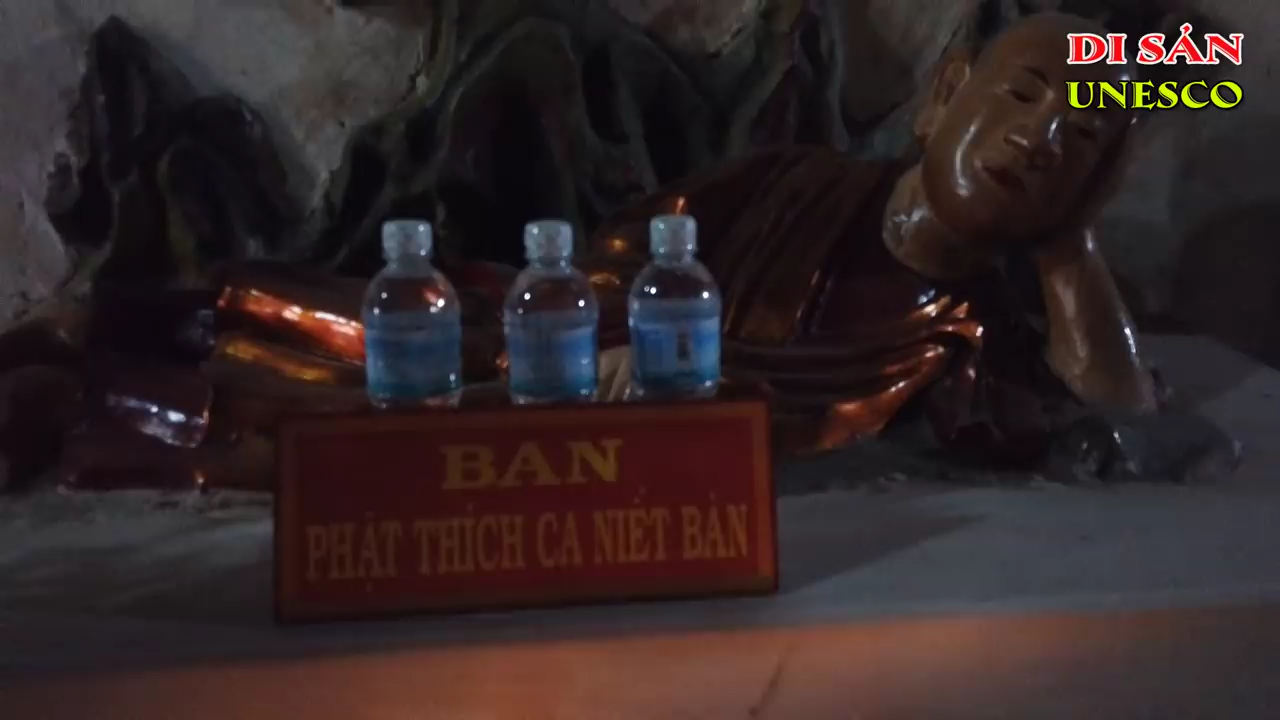 DI SẢN
UNESCO
BAN
PHẬT THÍCH CA NIẾT BÀN